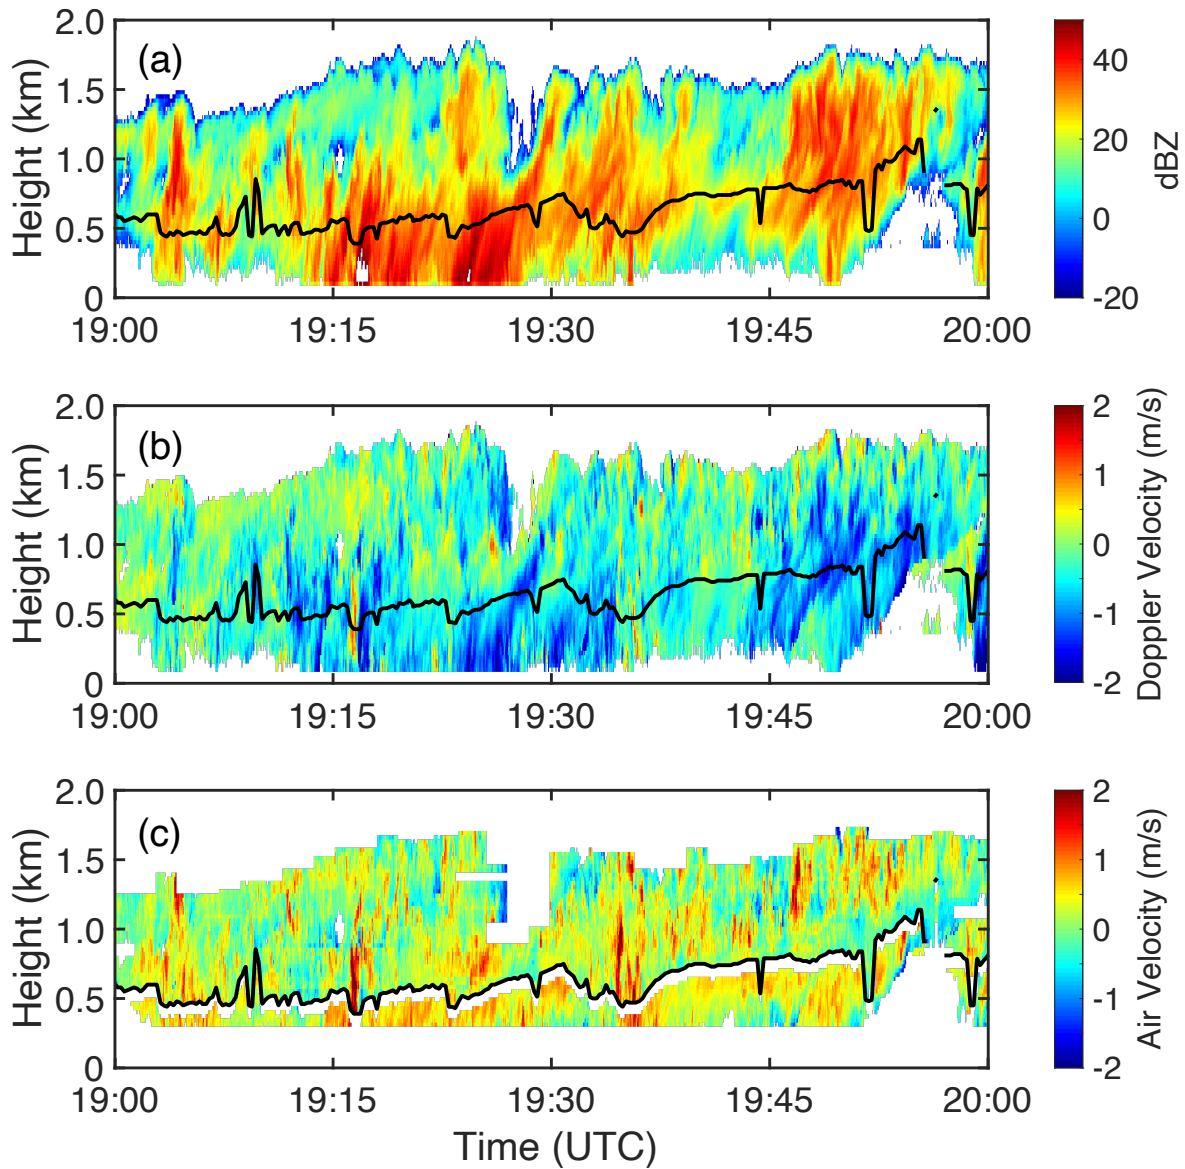 (a)
Height (km)
2.0
1.5
1.0
0.5
0
19:00 19:15 19:30 19:45 20:00
40
20
0
-20
dBZ
(b)
Height (km)
2.0
1.5
1.0
0.5
0
19:00 19:15 19:30 19:45 20:00
2
1
0
-1
-2
Doppler Velocity (m/s)
(c)
Height (km)
2.0
1.5
1.0
0.5
0
19:00 19:15 19:30 19:45 20:00
Time (UTC)
2
1
0
-1
-2
Air Velocity (m/s)